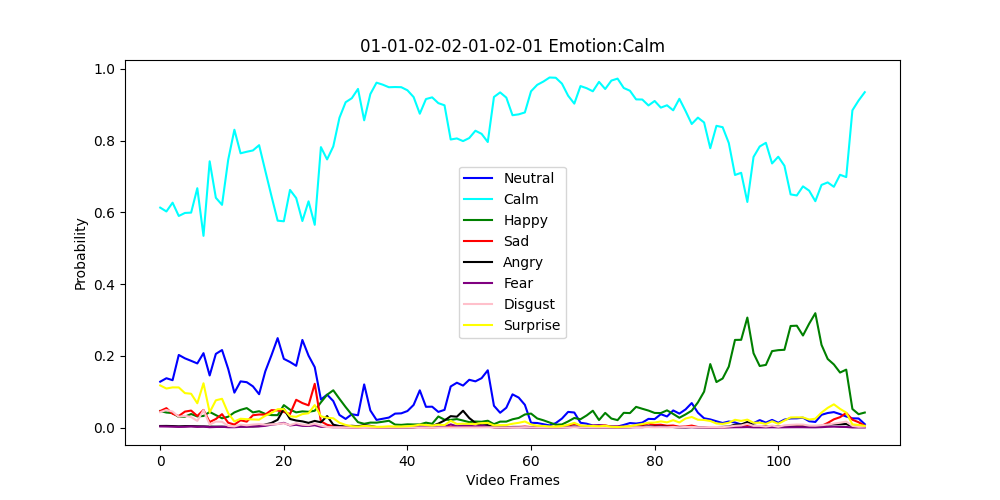 01-01-02-02-01-02-01 Emotion:Calm
1.0
0.8
0.6
0.4
0.2
0.0
Probability
Neutral
Calm
Happy
Sad
Angry
Fear
Disgust
Surprise
0 20 40 60 80 100
Video Frames